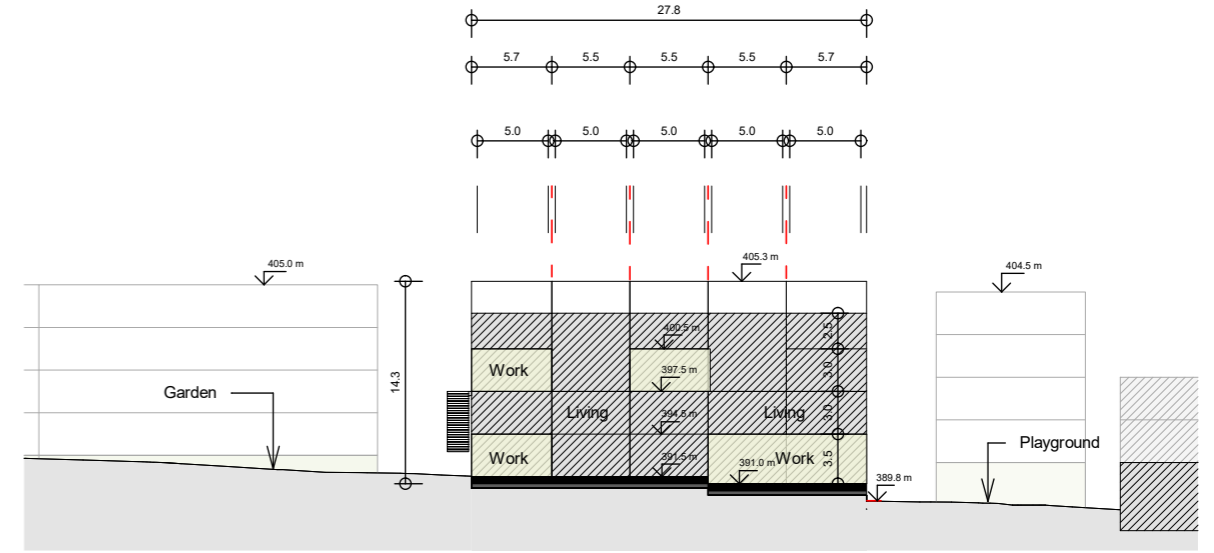 27.8
5.7 5.5 5.5 5.5 5.7
5.0 5.0 5.0 5.0 5.0
405.0 m
405.3 m
404.5 m
14.3
2.5
400.5 m
Work
397.5 m
3.0
Garden
Living
394.5 m
Living
3.0
Playground
Work
391.5 m
391.0 m
Work
3.5
389.8 m